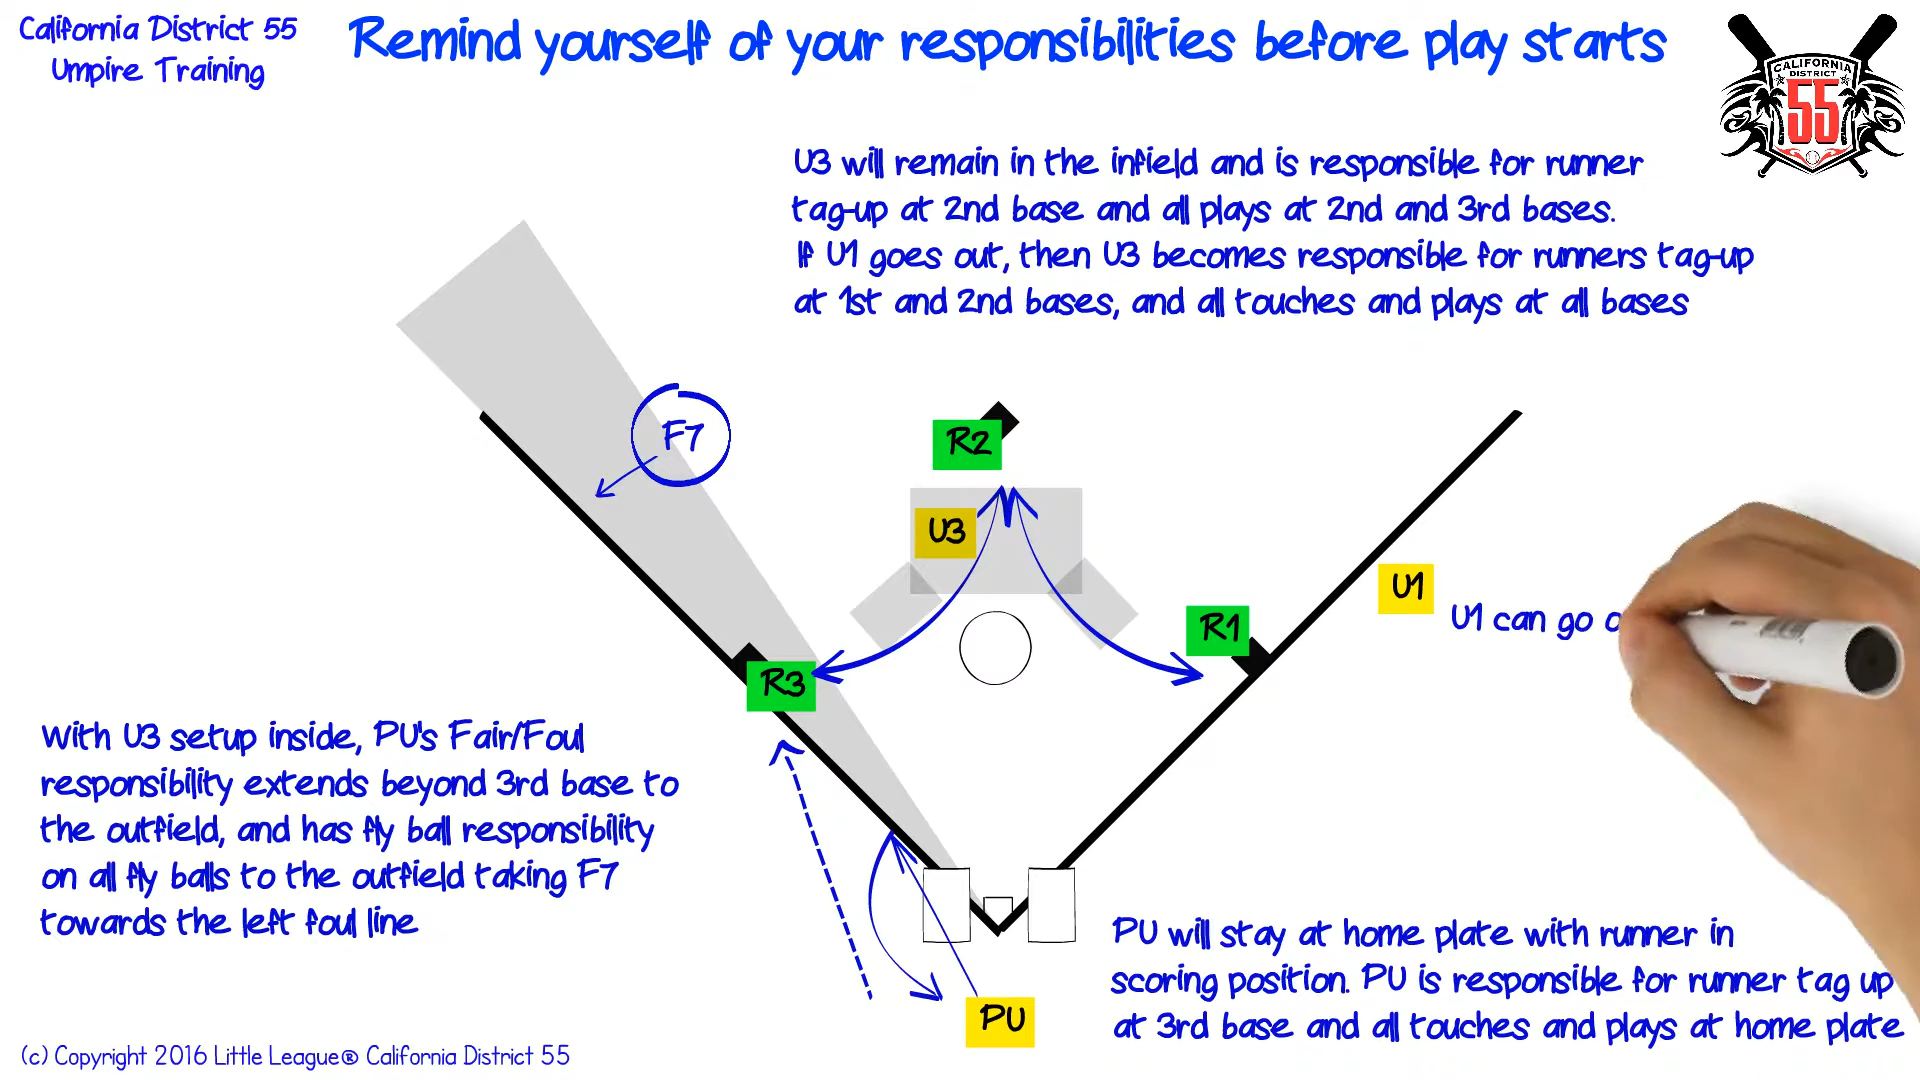 California District 55
Umpire Training
Remind yourself of your responsibilities before play starts
CALIFORNIA
DISTRICT
55
U3 will remain in the infield and is responsible for runner
tag-up at 2nd base and all plays at 2nd and 3rd bases.
If U1 goes out, then U3 becomes responsible for runners tag-up
at 1st and 2nd bases, and all touches and plays at all bases
F7
R2
U3
U1
R1
U1 can go
R3
With U3 setup inside, PU's Fair/Foul
responsibility extends beyond 3rd base to
the outfield, and has fly ball responsibility
on all fly balls to the outfield taking F7
towards the left foul line
PU will stay at home plate with runner in
scoring position. PU is responsible for runner tag up
at 3rd base and all touches and plays at home plate
PU
(c) Copyright 2016 Little League® California District 55